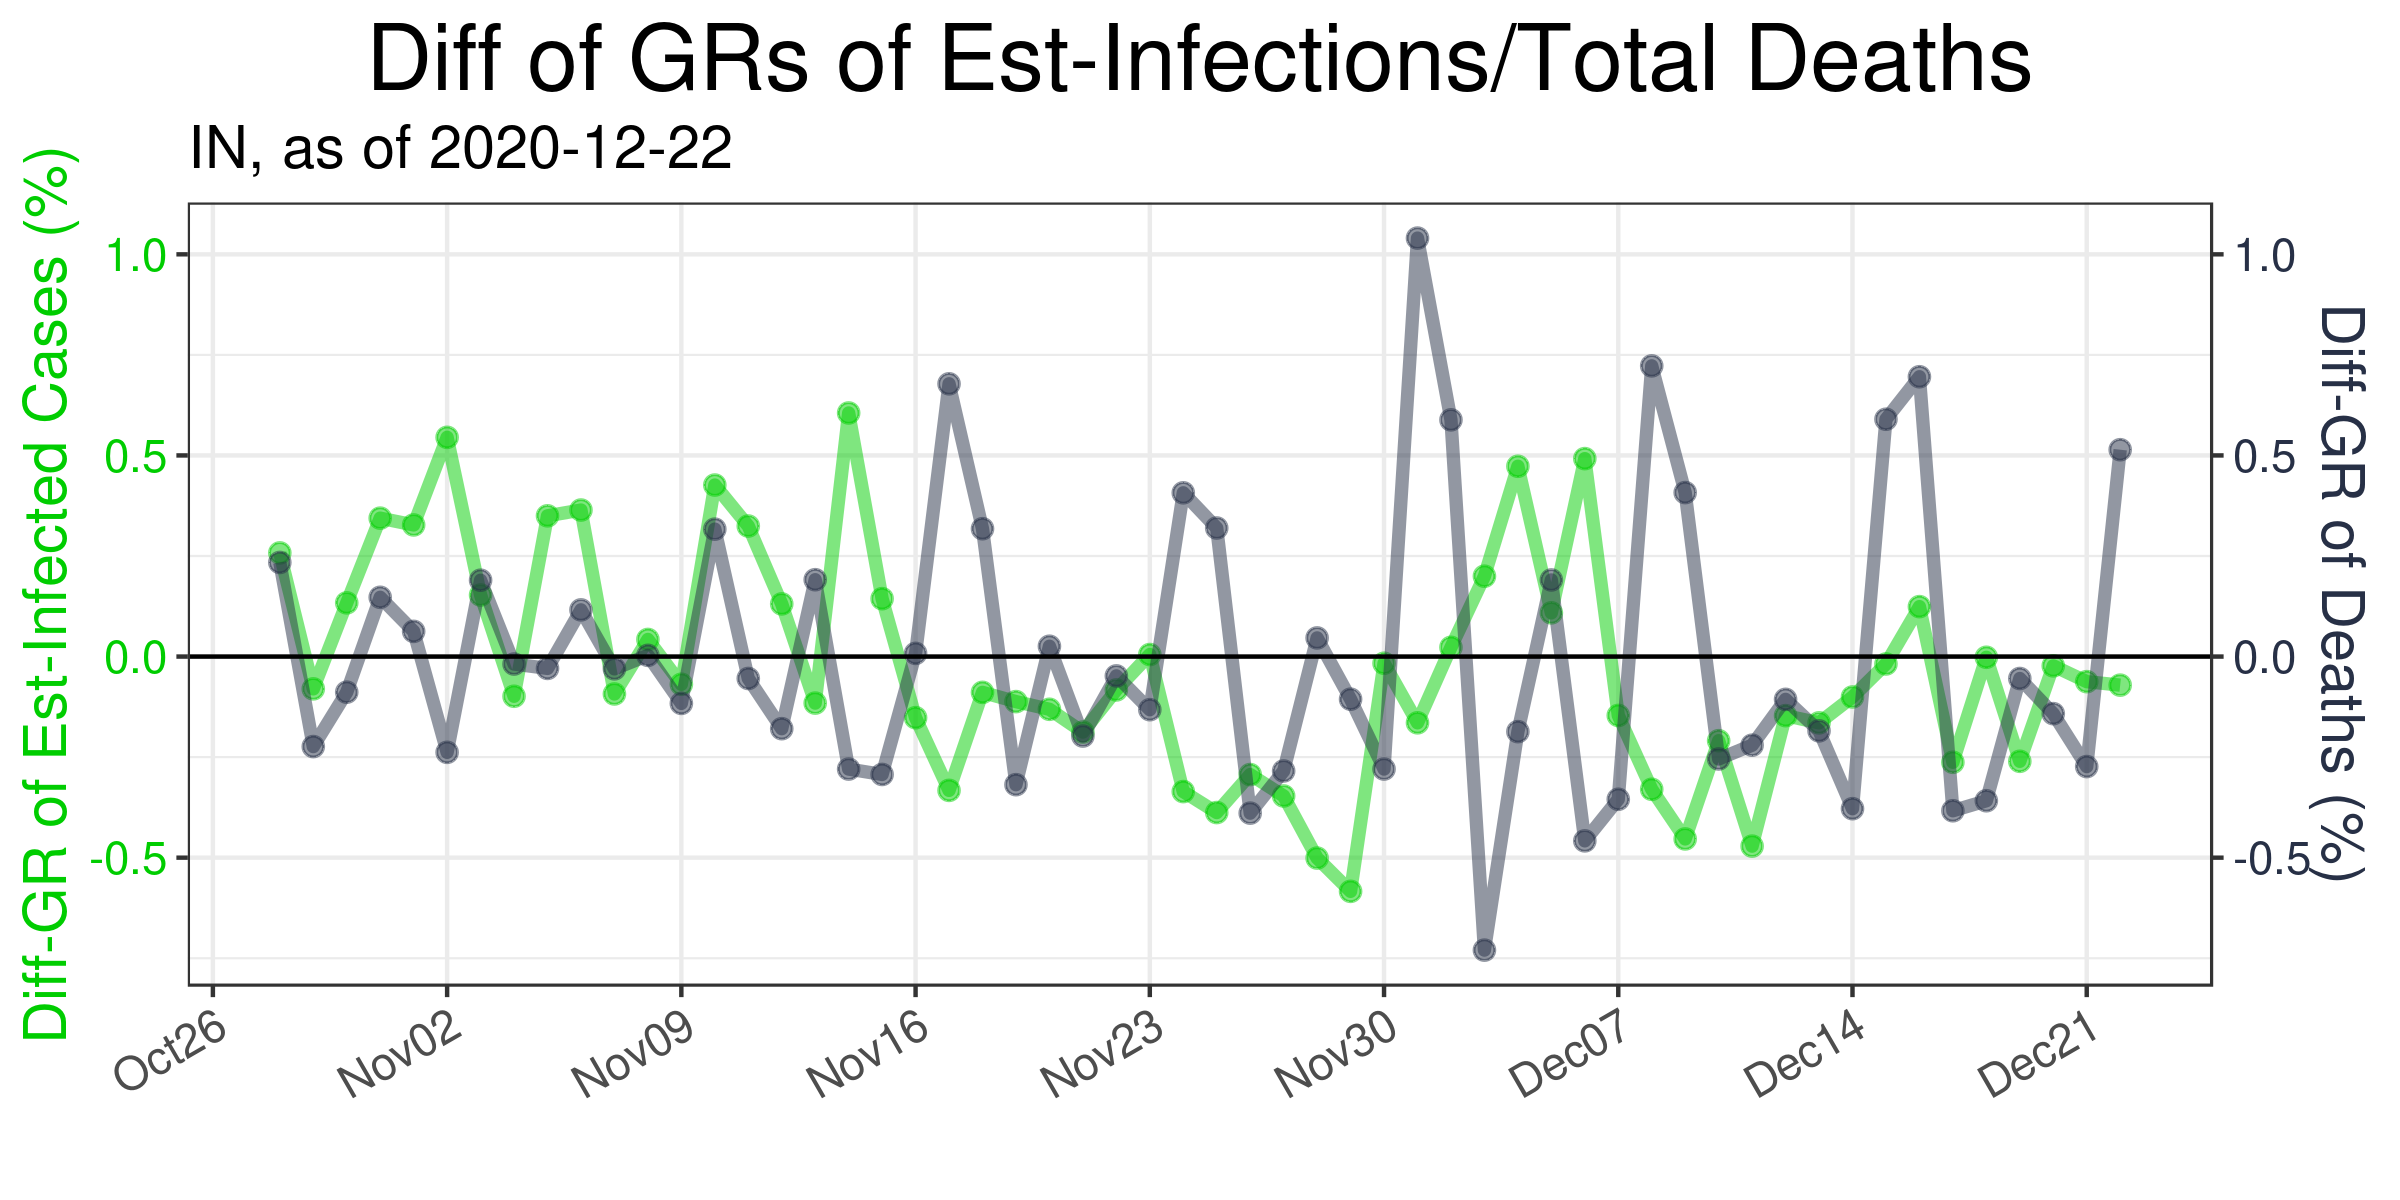 Diff of GRs of Est-Infections/Total Deaths
IN, as of 2020-12-22
Diff-GR of Est-Infected Cases (%)
1.0
0.5
0.0
-0.5
1.0
0.5
0.0
-0.5
Diff-GR of Deaths (%)
Oct26
Nov02
Nov09
Nov16
Nov23
Nov30
Dec07
Dec14
Dec21